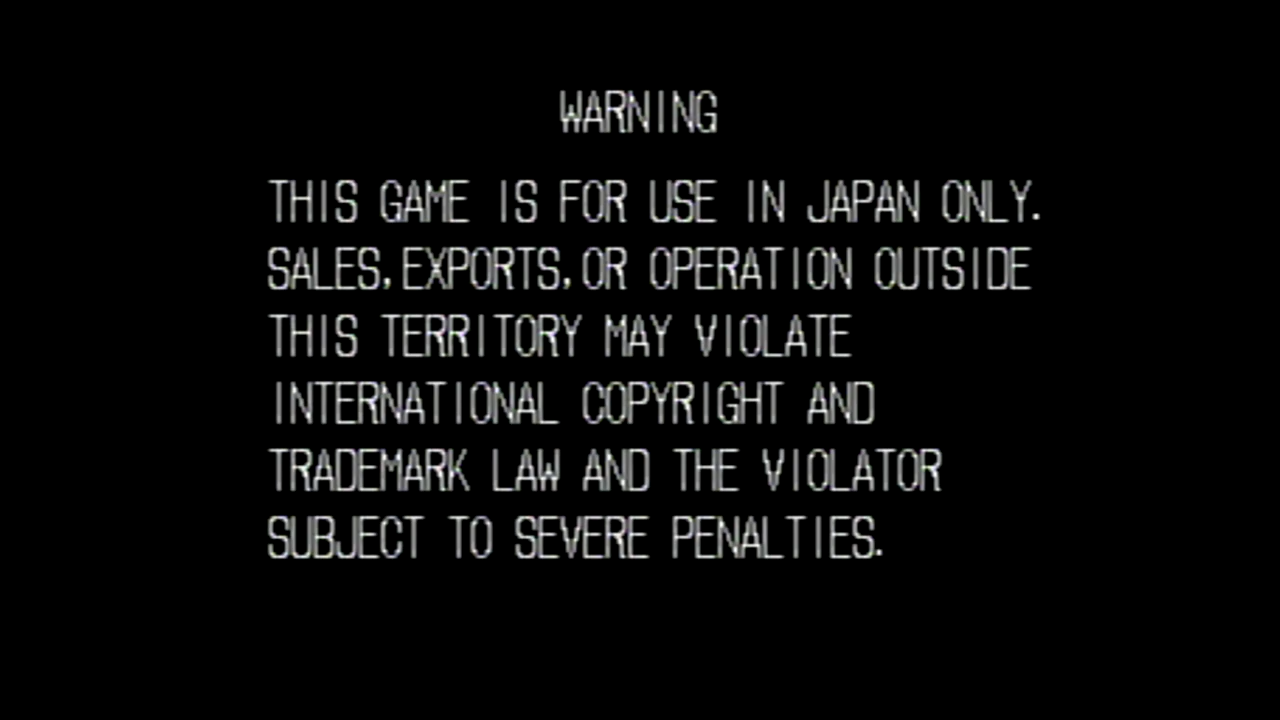 WARNING
THIS GAME IS FOR USE IN JAPAN ONLY.
SALES,EXPORTS,OR OPERATION OUTSIDE
THIS TERRITORY MAY VIOLATE
INTERNATIONAL COPYRIGHT AND
TRADEMARK LAW AND THE VIOLATOR
SUBJECT TO SEVERE PENALTIES.